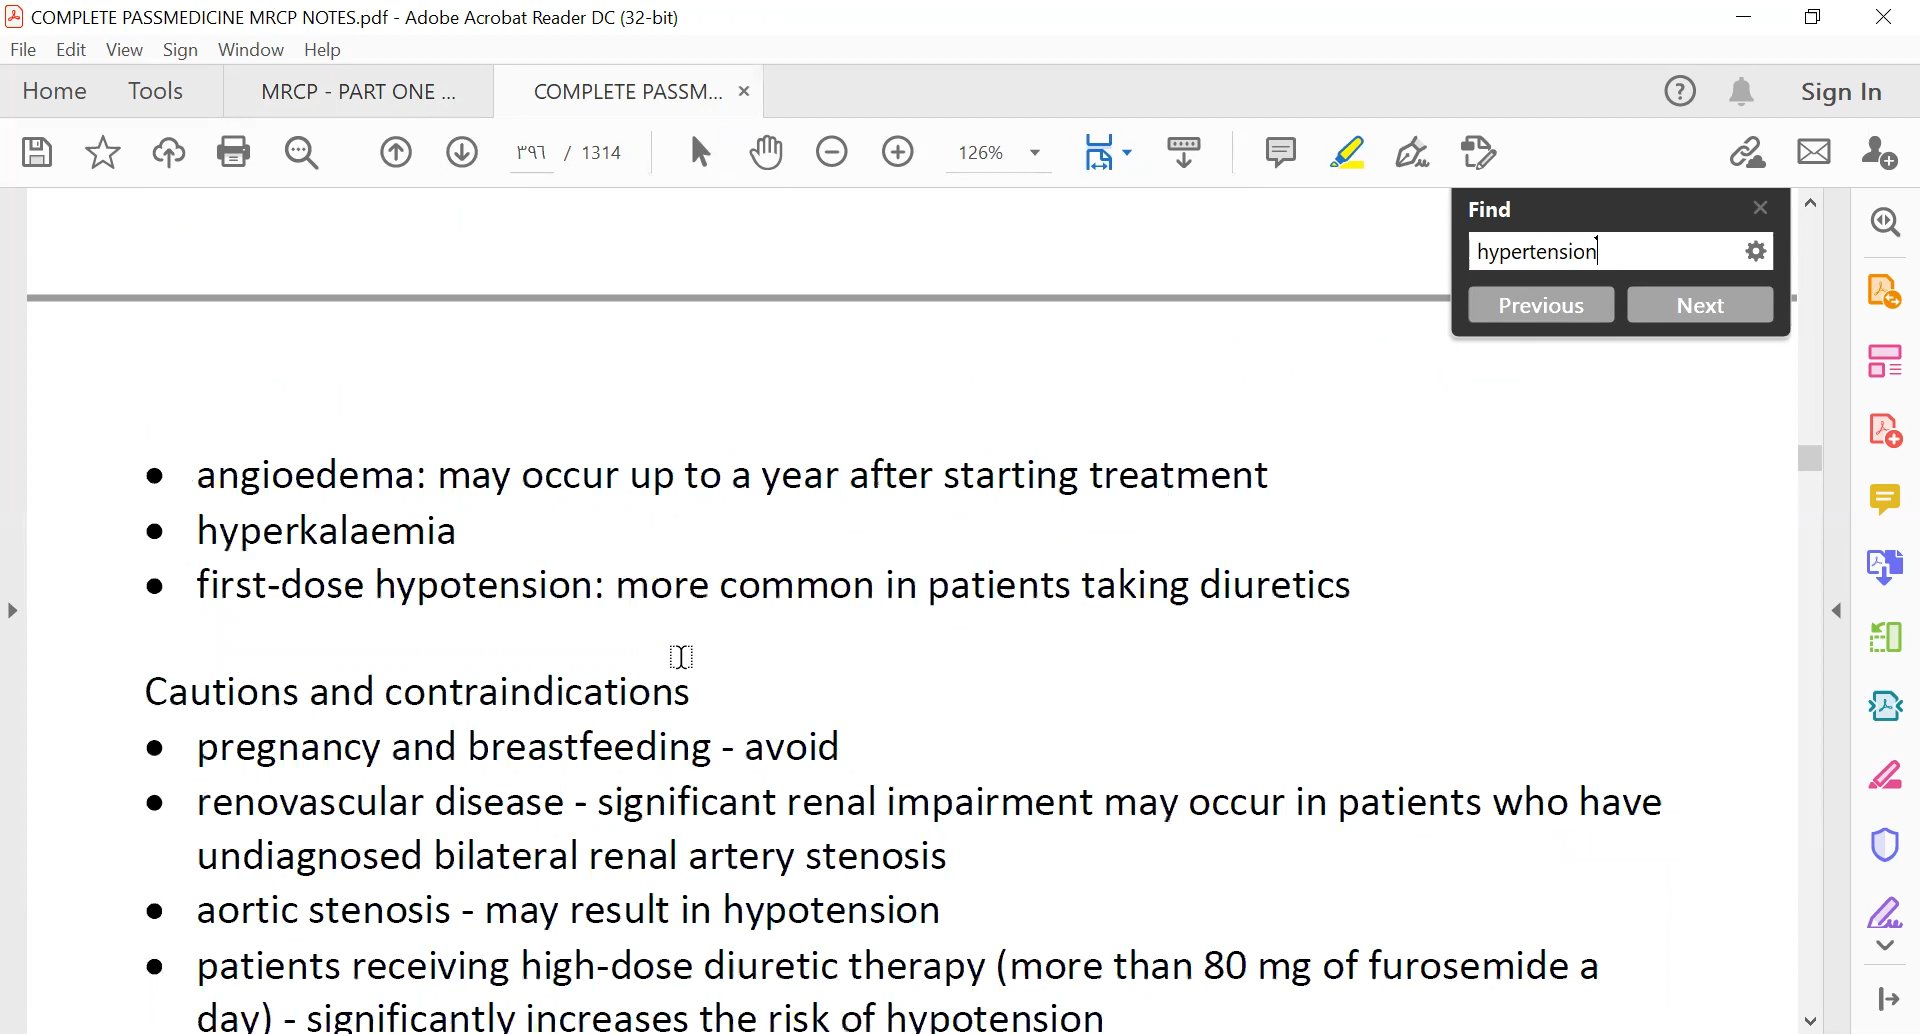 COMPLETE PASSMEDICINE MRCP NOTES.pdf - Adobe Acrobat Reader DC (32-bit)
File Edit View Sign Window Help
Home Tools MRCP - PART ONE ... COMPLETE PASSM... Sign In
٣٩٦ / 1314 126%
Find
hypertension
Previous Next
• angioedema: may occur up to a year after starting treatment
• hyperkalaemia
• first-dose hypotension: more common in patients taking diuretics
Cautions and contraindications
• pregnancy and breastfeeding - avoid
• renovascular disease - significant renal impairment may occur in patients who have
undiagnosed bilateral renal artery stenosis
• aortic stenosis - may result in hypotension
• patients receiving high-dose diuretic therapy (more than 80 mg of furosemide a
day) - significantly increases the risk of hypotension